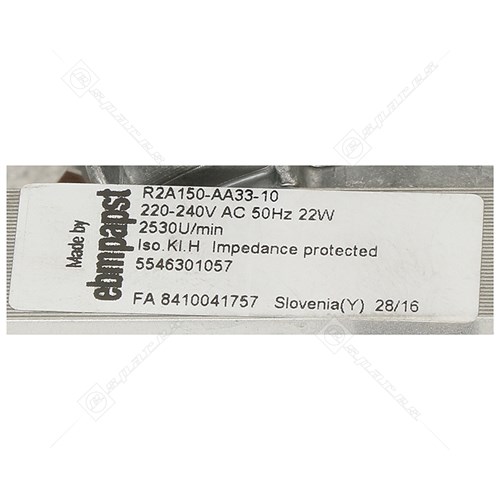 Made by
ebmpapst
R2A150-AA33-10
220-240V AC 50Hz 22W
2530U/min
Iso.Kl.H Impedance protected
5546301057
FA 8410041757 Slovenia(Y) 28/16